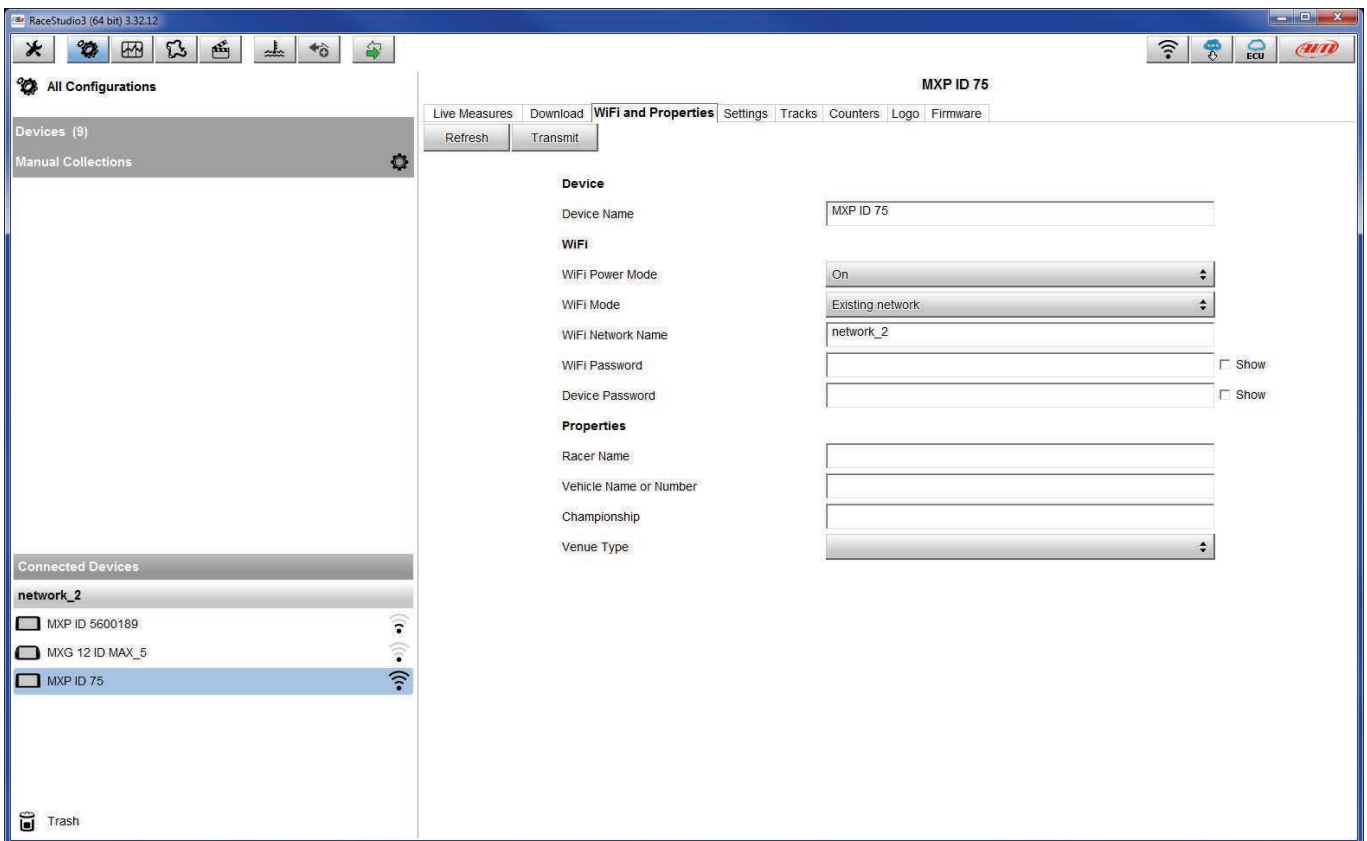 RaceStudio3 (64 bit) 3.32.12
ECU
AiM
All Configurations
MXP ID 75
Live Measures Download WiFi and Properties Settings Tracks Counters Logo Firmware
Devices (9)
Refresh Transmit
Manual Collections
Device
Device Name MXP ID 75
WiFi
WiFi Power Mode On
WiFi Mode Existing network
WiFi Network Name network_2
WiFi Password Show
Device Password Show
Properties
Racer Name
Vehicle Name or Number
Championship
Venue Type
Connected Devices
network_2
MXP ID 5600189
MXG 12 ID MAX_5
MXP ID 75
Trash